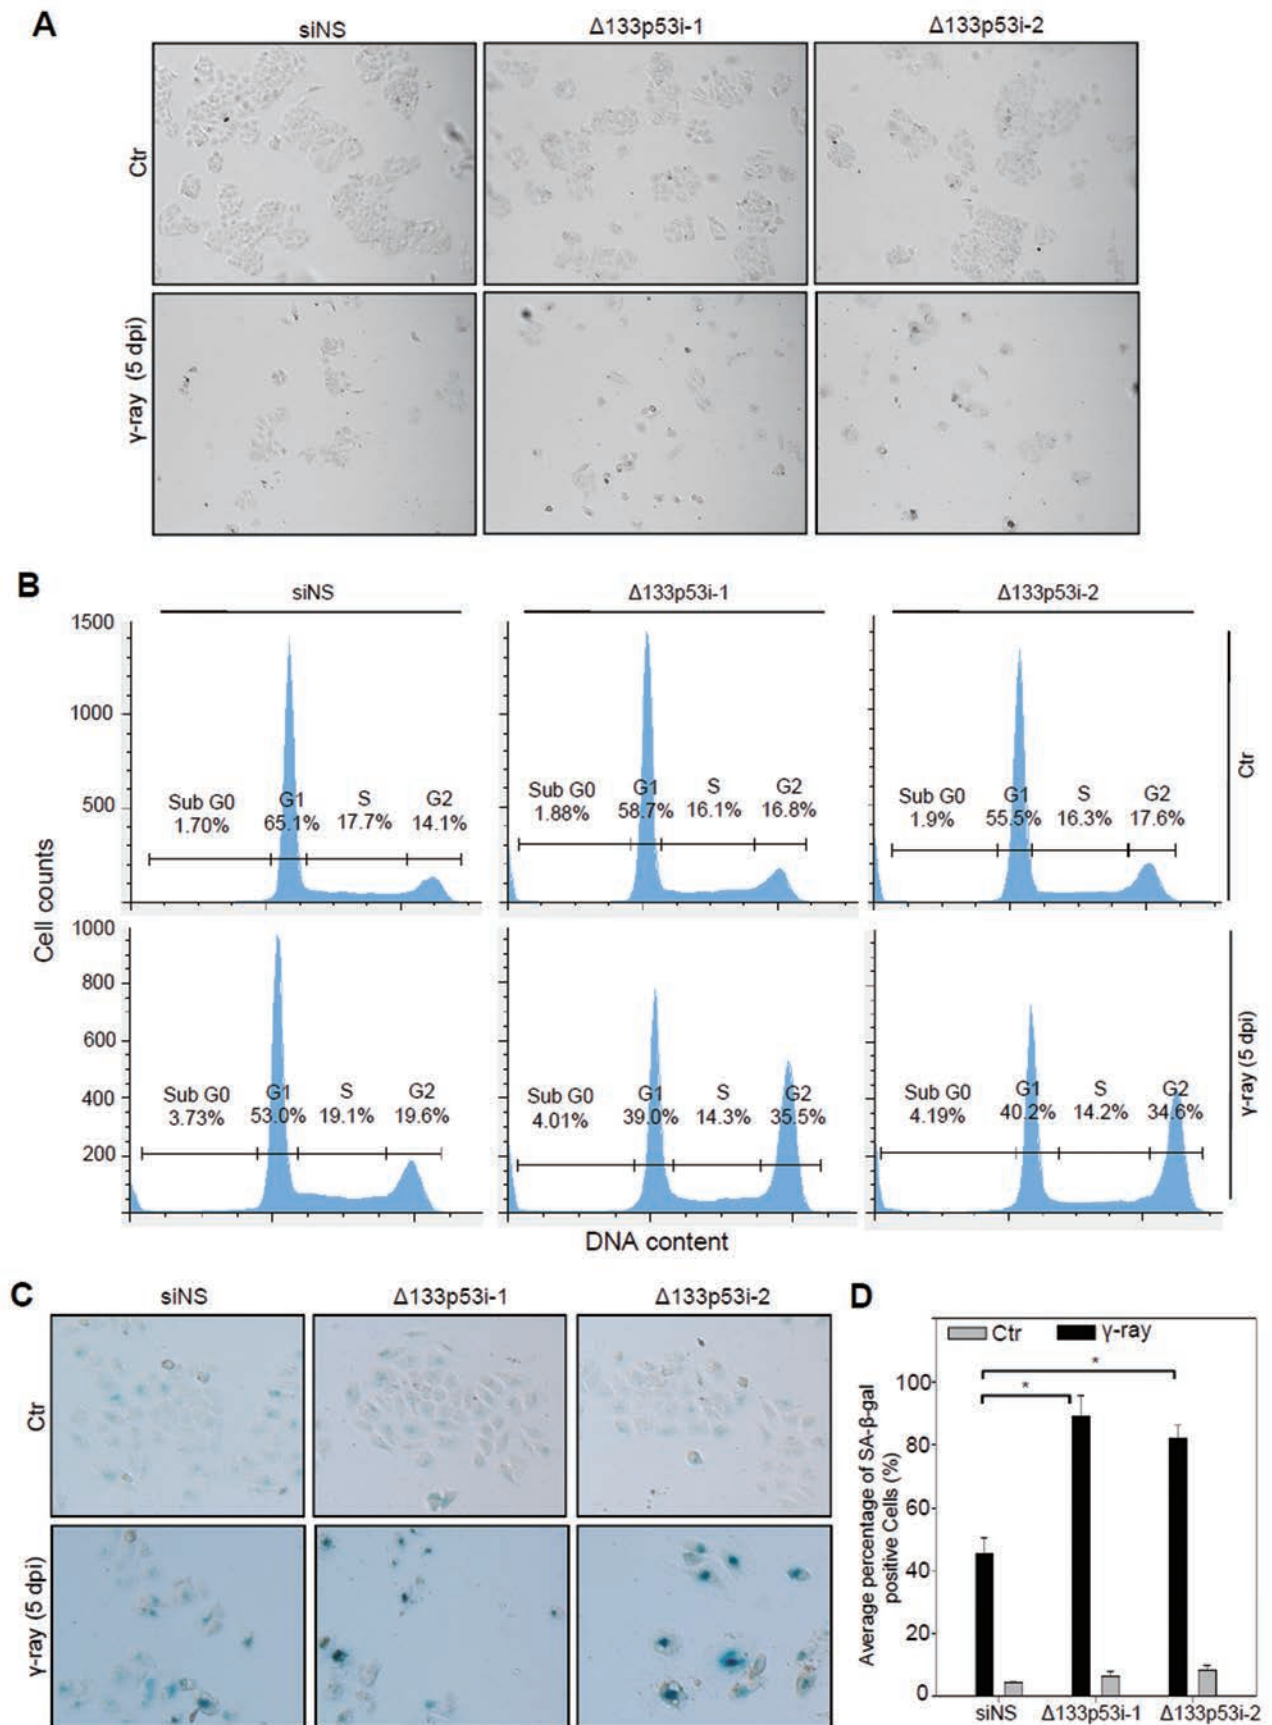 A
siNS
Δ133p53i-1
Δ133p53i-2
Ctr
γ-ray (5 dpi)
B
siNS
Δ133p53i-1
Δ133p53i-2
Cell counts
1500
1000
500
Sub G0 G1 S G2
1.70% 65.1% 17.7% 14.1%
Sub G0 G1 S G2
1.88% 58.7% 16.1% 16.8%
Sub G0 G1 S G2
1.9% 55.5% 16.3% 17.6%
Ctr
1000
800
600
400
200
Sub G0 G1 S G2
3.73% 53.0% 19.1% 19.6%
Sub G0 G1 S G2
4.01% 39.0% 14.3% 35.5%
Sub G0 G1 S G2
4.19% 40.2% 14.2% 34.6%
γ-ray (5 dpi)
DNA content
C
siNS
Δ133p53i-1
Δ133p53i-2
Ctr
γ-ray (5 dpi)
D
Ctr
γ-ray
*
*
Average percentage of SA-β-gal
positive Cells (%)
100
80
60
40
20
0
siNS Δ133p53i-1 Δ133p53i-2